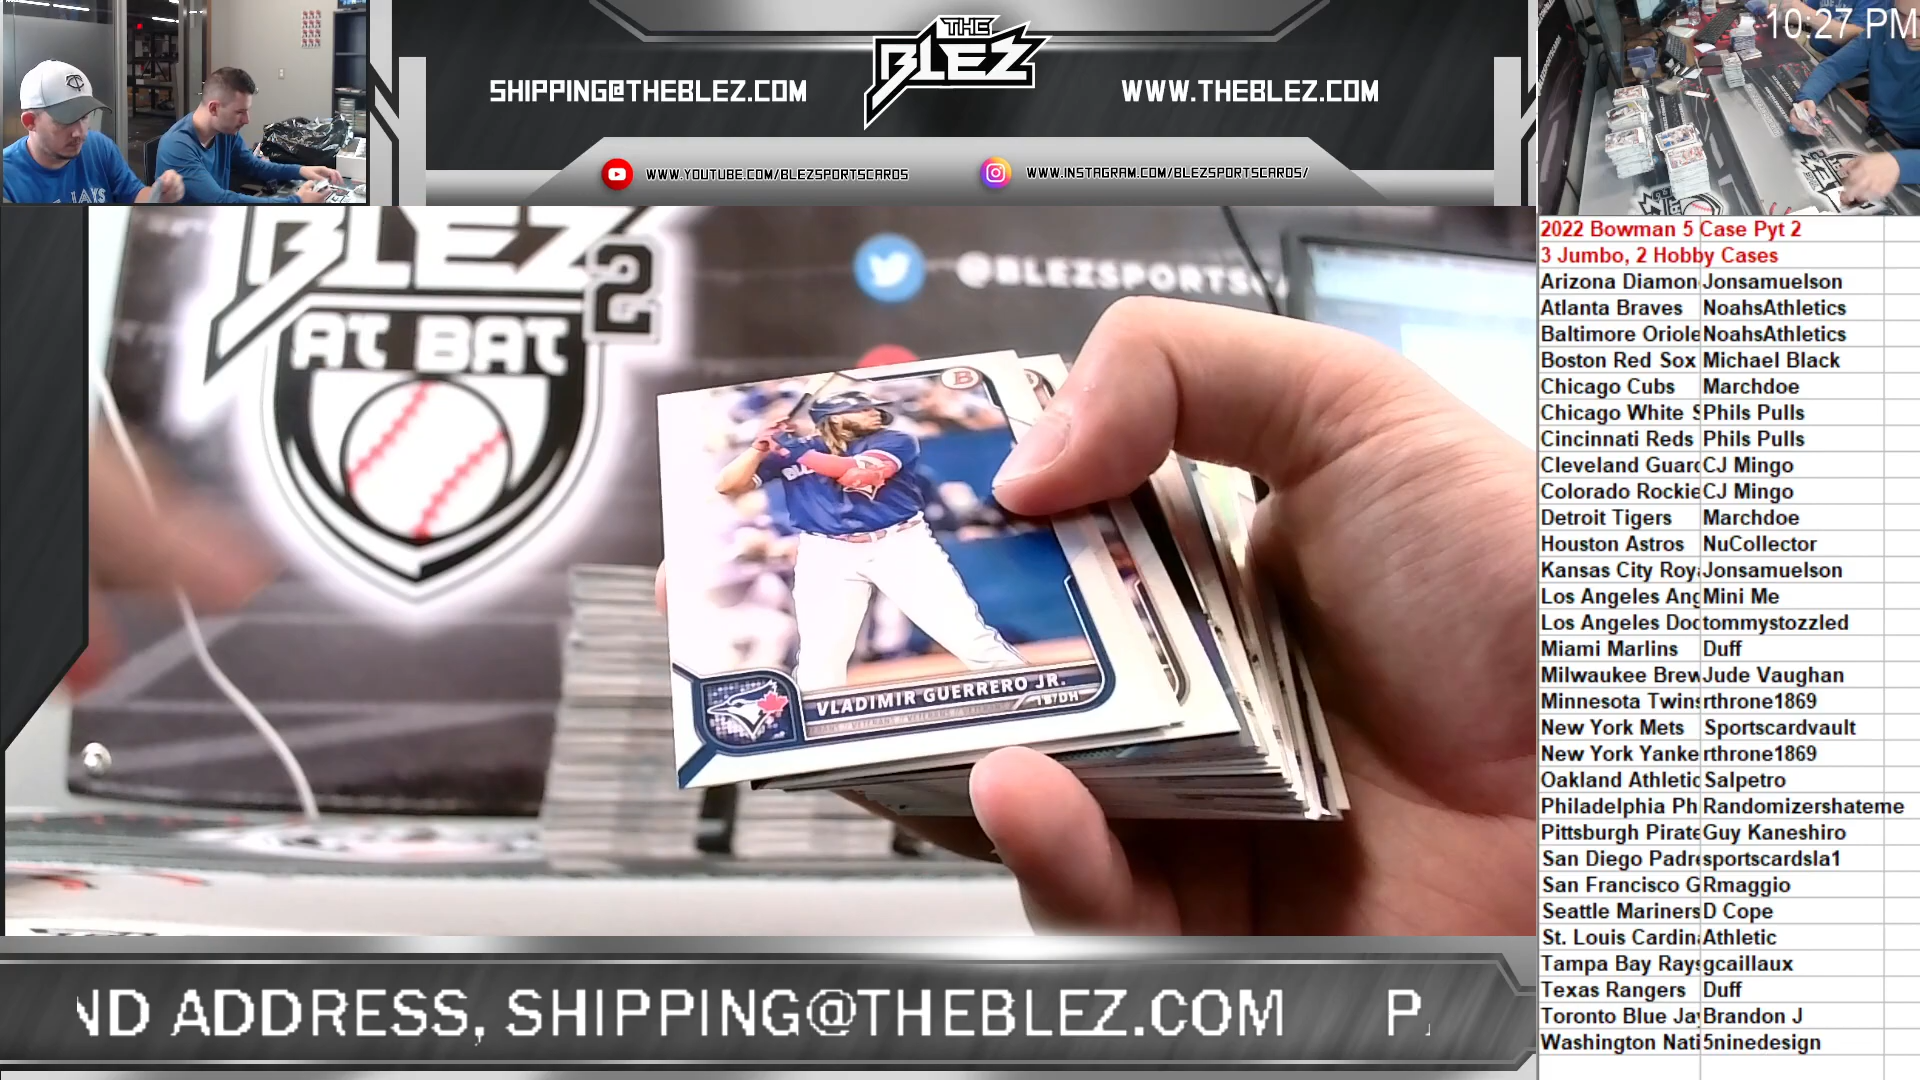 10:27 PM
THE
BLEZ
SHIPPING@THEBLEZ.COM
WWW.THEBLEZ.COM
WWW.YOUTUBE.COM/BLEZSPORTSCARDS
WWW.INSTAGRAM.COM/BLEZSPORTSCARDS/
JAYS
BLEZ 2
AT BAT
@BLEZSPORTSC
B
VLADIMIR GUERRERO JR.
1B/DH
2022 Bowman 5 Case Pyt 2
3 Jumbo, 2 Hobby Cases
Arizona Diamon Jonsamuelson
Atlanta Braves NoahsAthletics
Baltimore Oriole NoahsAthletics
Boston Red Sox Michael Black
Chicago Cubs Marchdoe
Chicago White S Phils Pulls
Cincinnati Reds Phils Pulls
Cleveland Guard CJ Mingo
Colorado Rockie CJ Mingo
Detroit Tigers Marchdoe
Houston Astros NuCollector
Kansas City Roy Jonsamuelson
Los Angeles Ang Mini Me
Los Angeles Dod tommystozzled
Miami Marlins Duff
Milwaukee Brew Jude Vaughan
Minnesota Twins rthrone1869
New York Mets Sportscardvault
New York Yanke rthrone1869
Oakland Athletic Salpetro
Philadelphia Ph Randomizershateme
Pittsburgh Pirate Guy Kaneshiro
San Diego Padre sportscardsla1
San Francisco G Rmaggio
Seattle Mariners D Cope
St. Louis Cardin Athletic
Tampa Bay Rays gcaillaux
Texas Rangers Duff
Toronto Blue Jay Brandon J
Washington Nati 5ninedesign
ND ADDRESS, SHIPPING@THEBLEZ.COM P